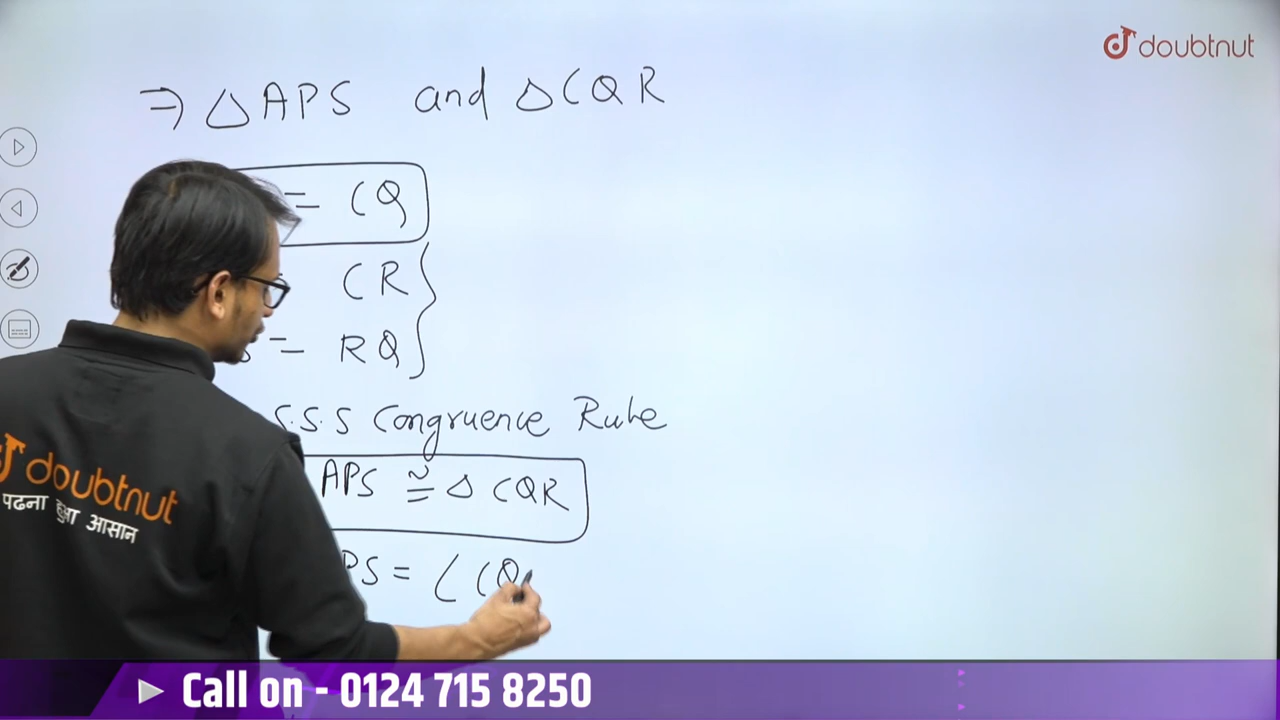 doubtnut
⇒ △APS and △CQR
= CQ
CR
= RQ
S.S.S Congruence Rule
APS ≅ △ CQR
PS = ∠ CQ
doubtnut
पढना हुआ आसान
Call on - 0124 715 8250